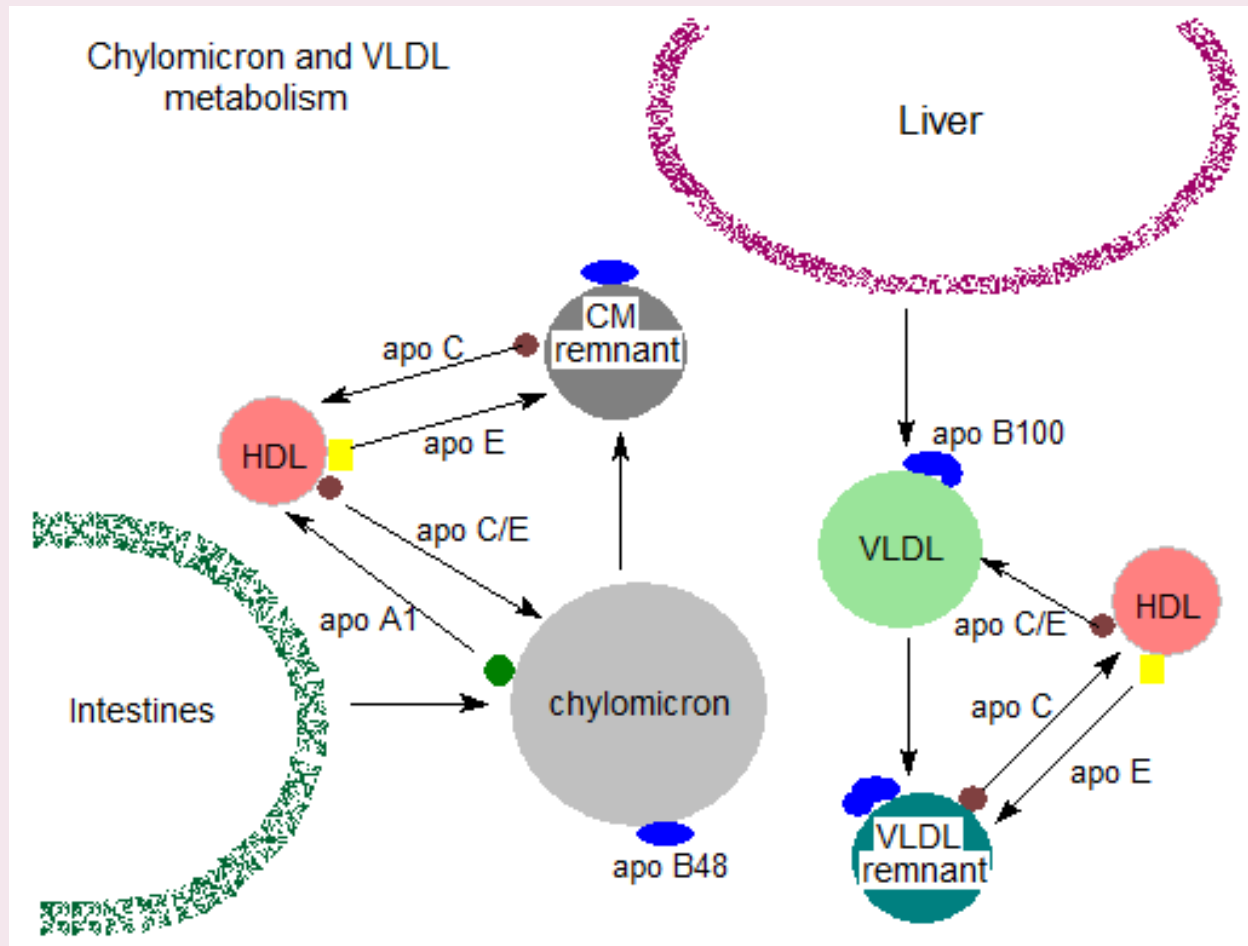 Chylomicron and VLDL
metabolism
Liver
CM
remnant
apo C
apo E
HDL
apo C/E
apo A1
Intestines
chylomicron
apo B48
apo B100
VLDL
HDL
apo C/E
apo C
apo E
VLDL
remnant